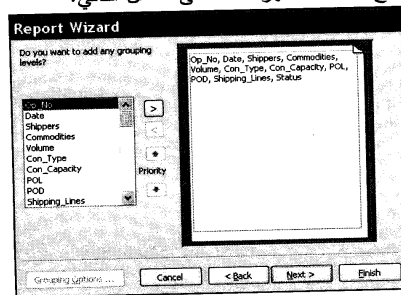 Report Wizard
Do you want to add any grouping
levels?
Op_No
Date
Shippers
Commodities
Volume
Con_Type
Con_Capacity
POL
POD
Shipping_Lines
>
<
Priority
Op_No, Date, Shippers, Commodities,
Volume, Con_Type, Con_Capacity, POL,
POD, Shipping_Lines, Status
Grouping Options ...
Cancel
< Back
Next >
Finish